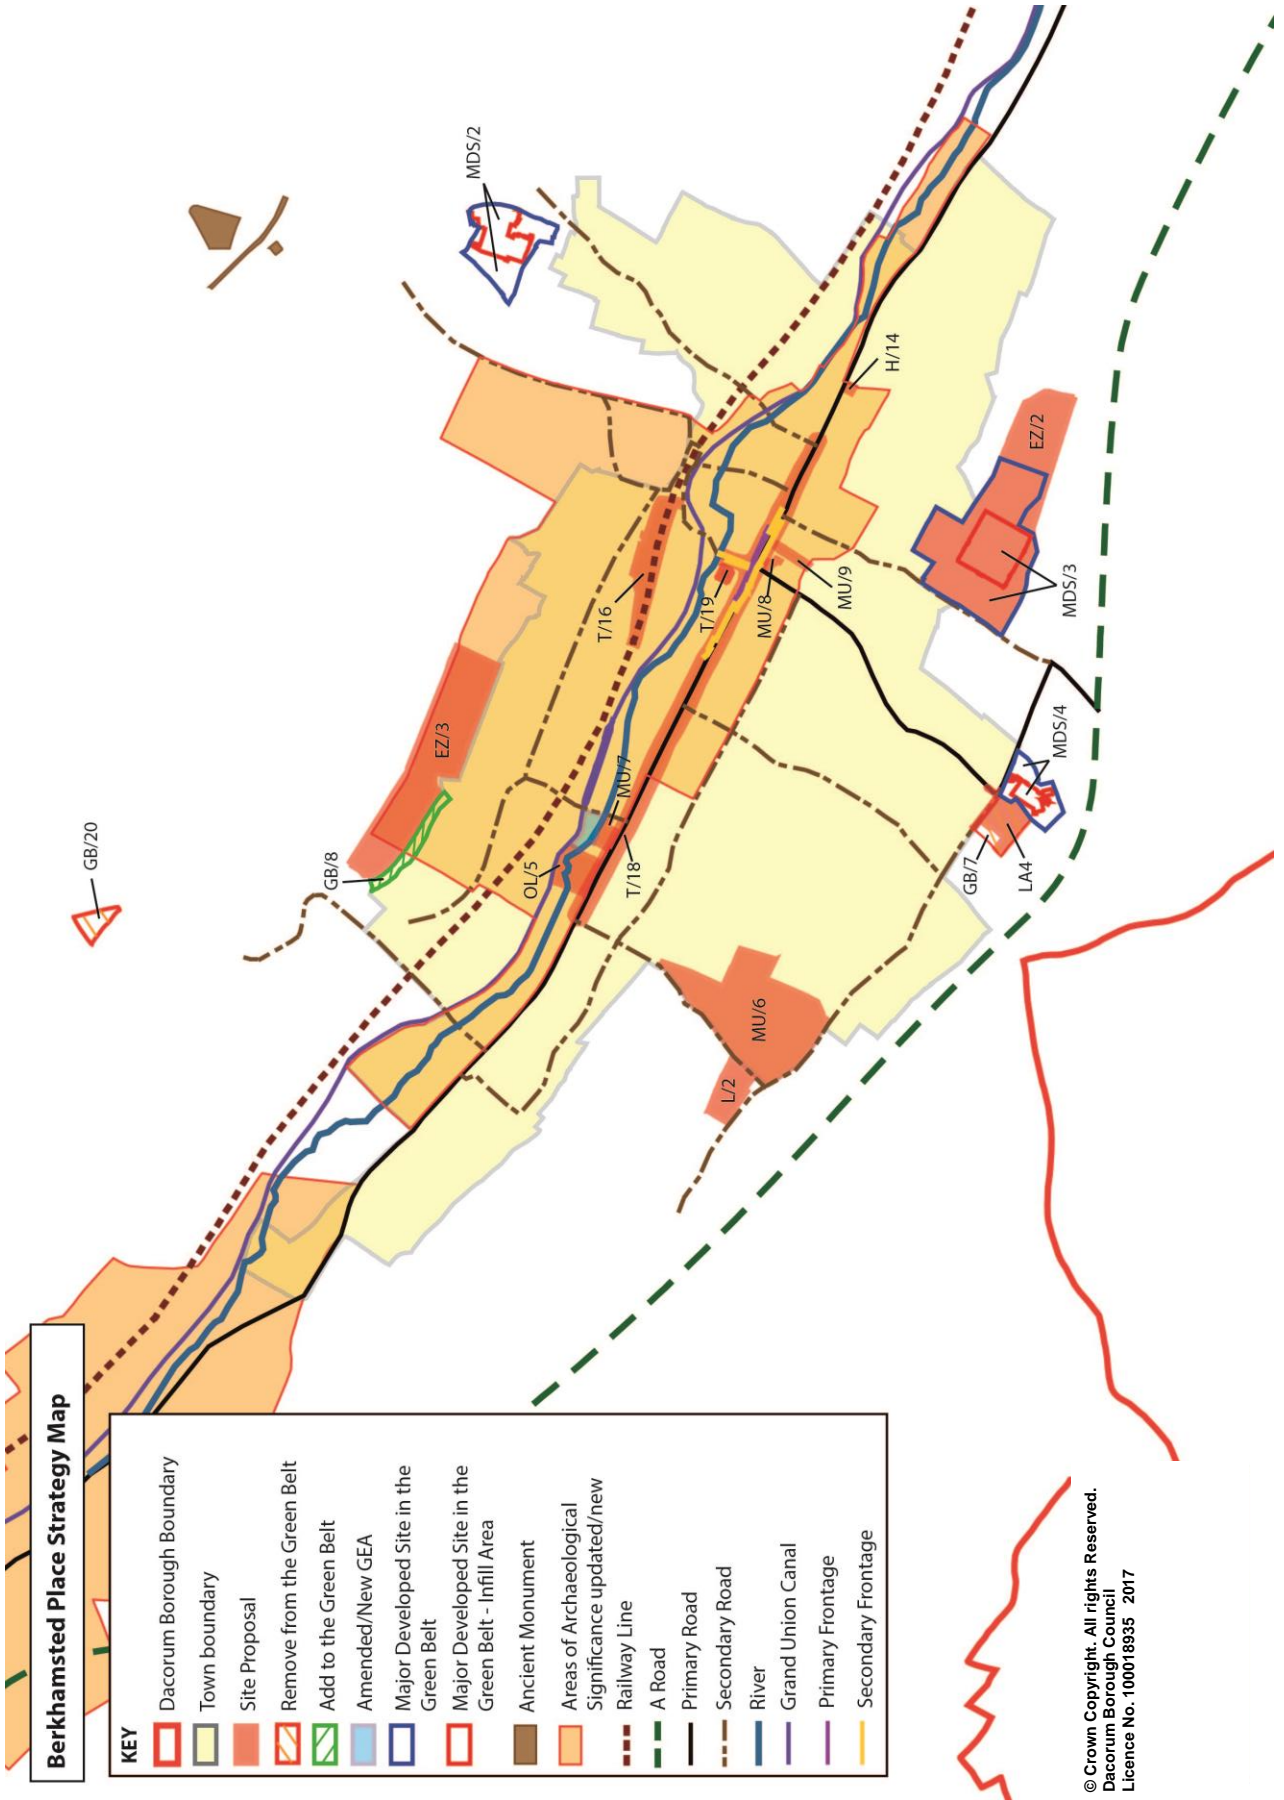 Berkhamsted Place Strategy Map
KEY
Dacorum Borough Boundary
Town boundary
Site Proposal
Remove from the Green Belt
Add to the Green Belt
Amended/New GEA
Major Developed Site in the
Green Belt
Major Developed Site in the
Green Belt - Infill Area
Ancient Monument
Areas of Archaeological
Significance updated/new
Railway Line
A Road
Primary Road
Secondary Road
River
Grand Union Canal
Primary Frontage
Secondary Frontage
GB/20
GB/8
EZ/3
MDS/2
OL/5
MU/7
T/18
T/16
T/19
MU/8
MU/9
H/14
L/2
MU/6
GB/7
LA4
MDS/4
MDS/3
EZ/2
© Crown Copyright. All rights Reserved.
Dacorum Borough Council
Licence No. 100018935 2017